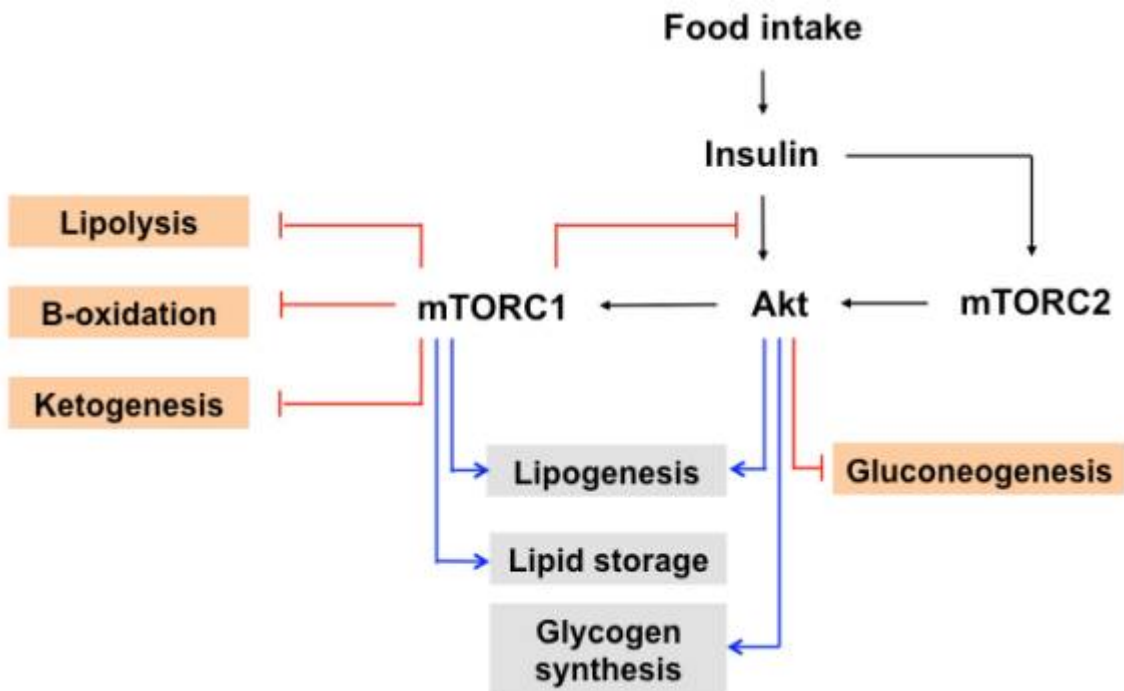 Food intake
Insulin
Lipolysis
B-oxidation
mTORC1
Akt
mTORC2
Ketogenesis
Lipogenesis
Gluconeogenesis
Lipid storage
Glycogen
synthesis